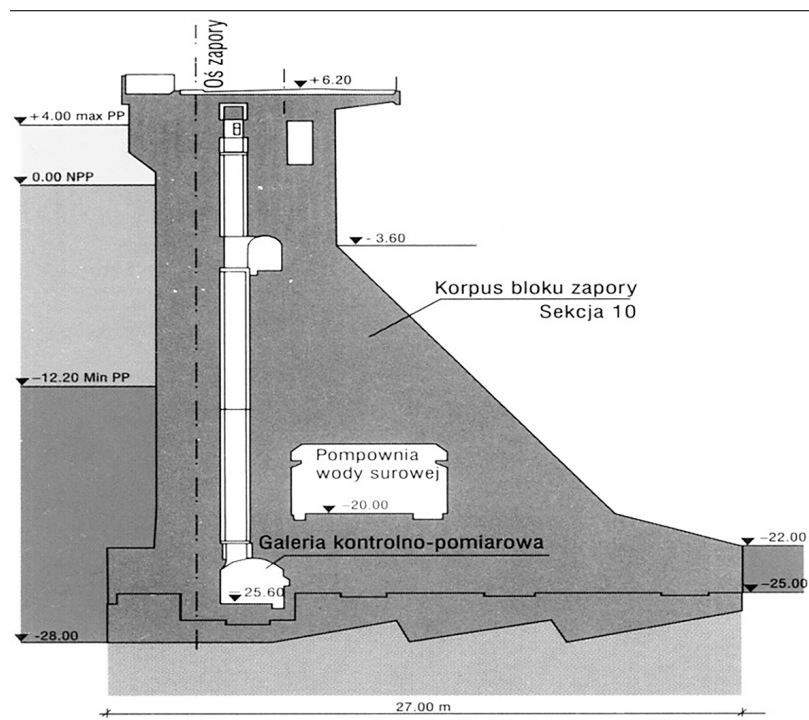 Oś zapory
+6.20
+4.00 max PP
0.00 NPP
- 3.60
Korpus bloku zapory
Sekcja 10
-12.20 Min PP
Pompownia
wody surowej
-20.00
Galeria kontrolno-pomiarowa
-22.00
-25.60
-25.00
-28.00
27.00 m